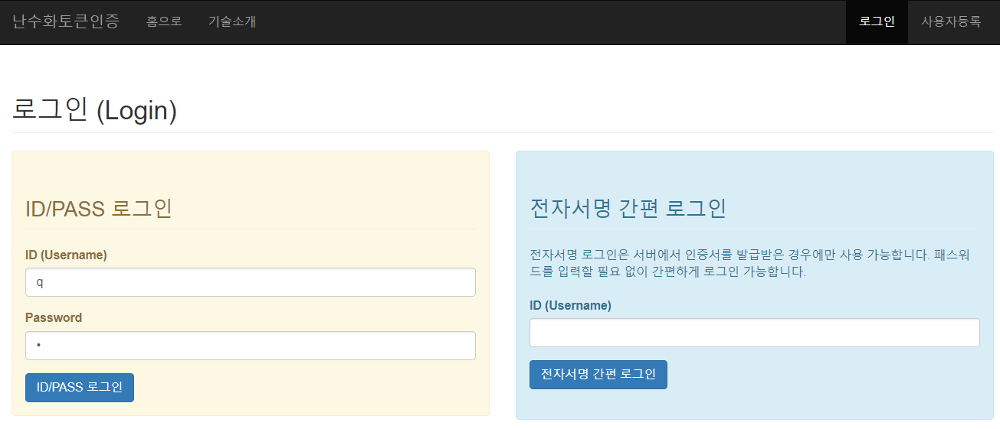 난수화토큰인증 홈으로 기술소개 로그인 사용자등록
로그인 (Login)
ID/PASS 로그인
ID (Username)
q
Password
•
ID/PASS 로그인
전자서명 간편 로그인
전자서명 로그인은 서버에서 인증서를 발급받은 경우에만 사용 가능합니다. 패스워
드를 입력할 필요 없이 간편하게 로그인 가능합니다.
ID (Username)
전자서명 간편 로그인